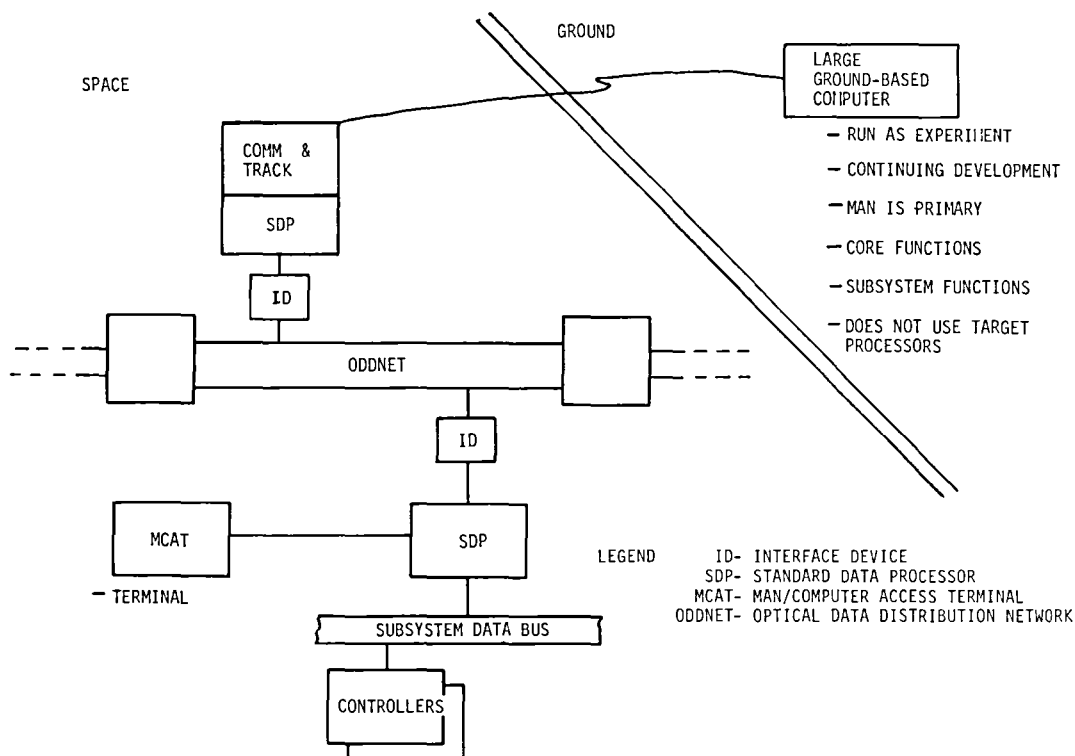 GROUND
SPACE
LARGE
GROUND-BASED
COMPUTER
COMM &
TRACK
SDP
ID
- RUN AS EXPERIMENT
- CONTINUING DEVELOPMENT
- MAN IS PRIMARY
- CORE FUNCTIONS
- SUBSYSTEM FUNCTIONS
- DOES NOT USE TARGET
PROCESSORS
ODDNET
ID
MCAT
SDP
- TERMINAL
LEGEND ID- INTERFACE DEVICE
SDP- STANDARD DATA PROCESSOR
MCAT- MAN/COMPUTER ACCESS TERMINAL
ODDNET- OPTICAL DATA DISTRIBUTION NETWORK
SUBSYSTEM DATA BUS
CONTROLLERS